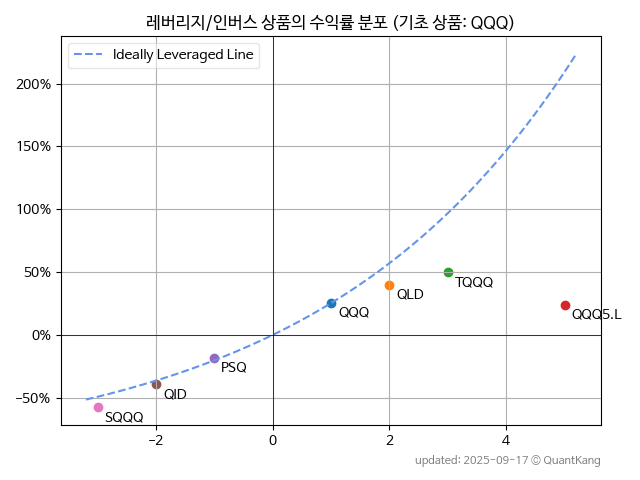 레버리지/인버스 상품의 수익률 분포 (기초 상품: QQQ)
Ideally Leveraged Line
200%
150%
100%
50%
0%
−50%
TQQQ
QLD
QQQ
QQQ5.L
PSQ
QID
SQQQ
−2
0
2
4
updated: 2025-09-17 © QuantKang